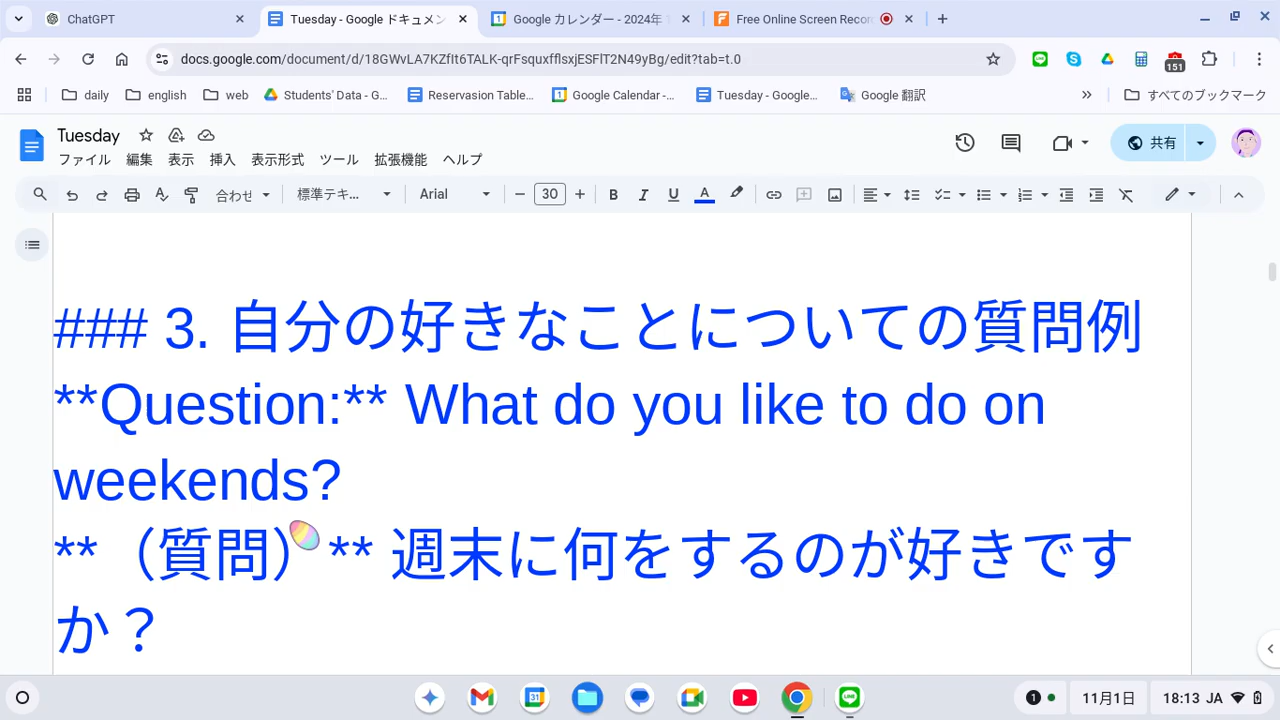 ChatGPT
Tuesday - Google ドキュメン
Google カレンダー - 2024年
Free Online Screen Recor
docs.google.com/document/d/13GWvLA7KZfIt6TALK-qrFsquxfflsxjESFlT2N49yBg/edit?tab=t.0
151
daily
english
web
Students' Data - G...
Reservasion Table...
Google Calendar -...
Tuesday - Google...
Google 翻訳
すべてのブックマーク
Tuesday
ファイル 編集 表示 挿入 表示形式 ツール 拡張機能 ヘルプ
共有
合わせ 標準テキ... Arial 30 B I U A
### 3. 自分の好きなことについての質問例
**Question:** What do you like to do on
weekends?
**（質問）** 週末に何をするのが好きです
か？
31
1
11月1日
18:13 JA